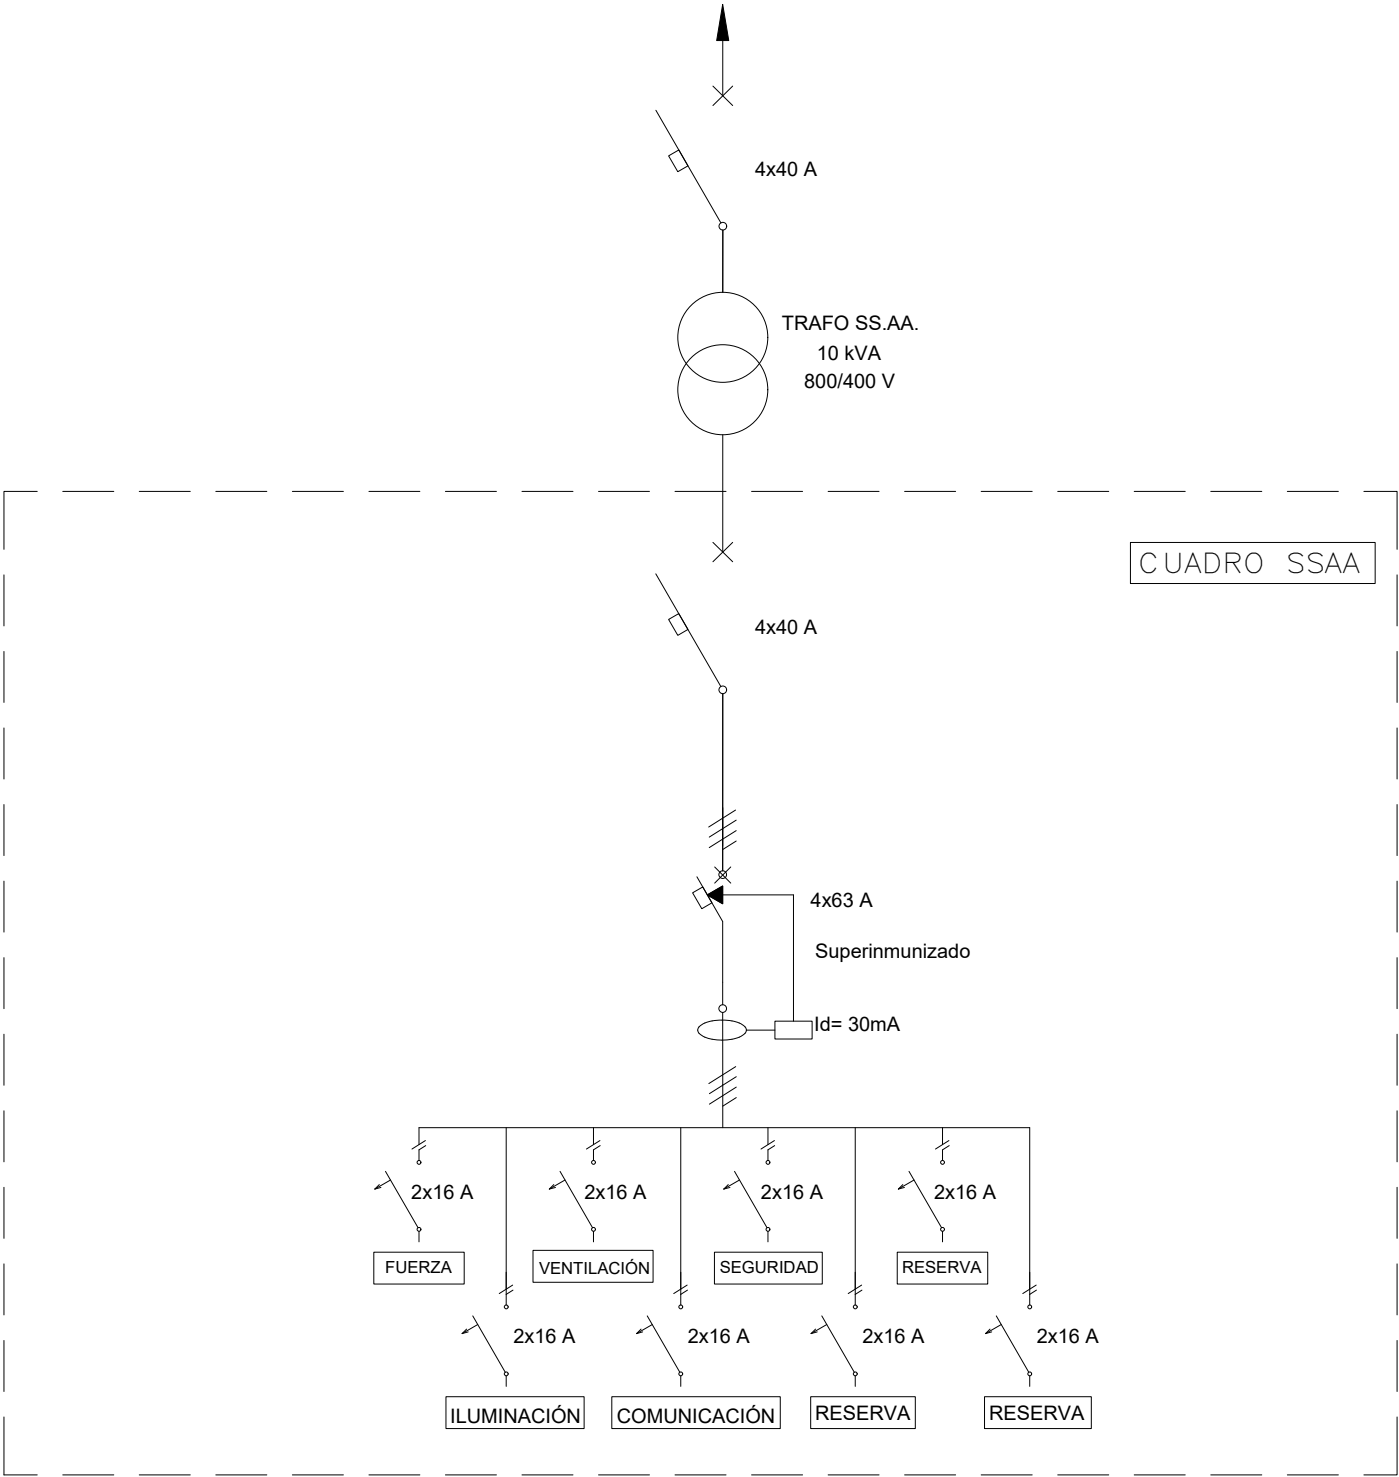 4x40 A
TRAFO SS.AA.
10 kVA
800/400 V
CUADRO SSAA
4x40 A
4x63 A
Superinmunizado
Id= 30mA
2x16 A
2x16 A
2x16 A
2x16 A
FUERZA
VENTILACIÓN
SEGURIDAD
RESERVA
2x16 A
2x16 A
2x16 A
2x16 A
ILUMINACIÓN
COMUNICACIÓN
RESERVA
RESERVA